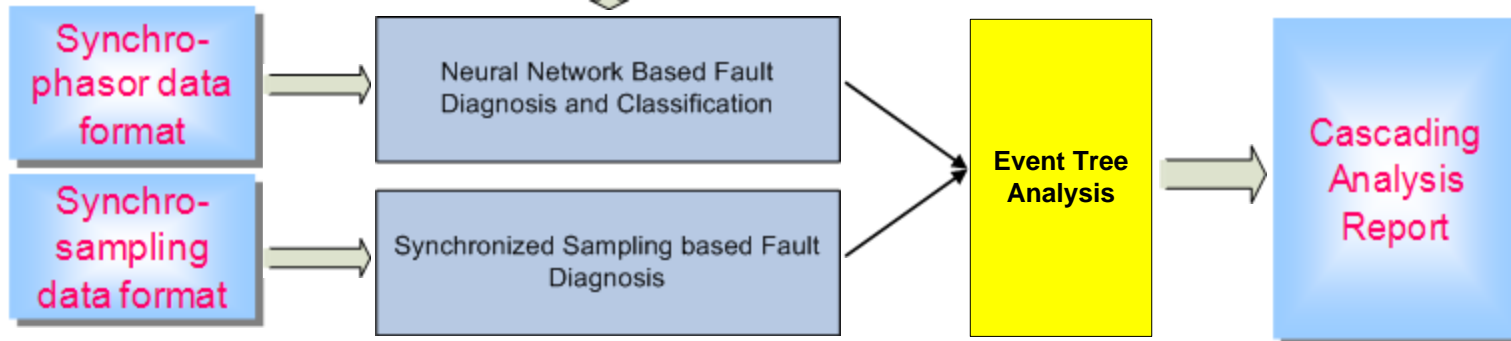 Synchro-
phasor data
format
Neural Network Based Fault
Diagnosis and Classification
Synchro-
sampling
data format
Synchronized Sampling based Fault
Diagnosis
Event Tree
Analysis
Cascading
Analysis
Report